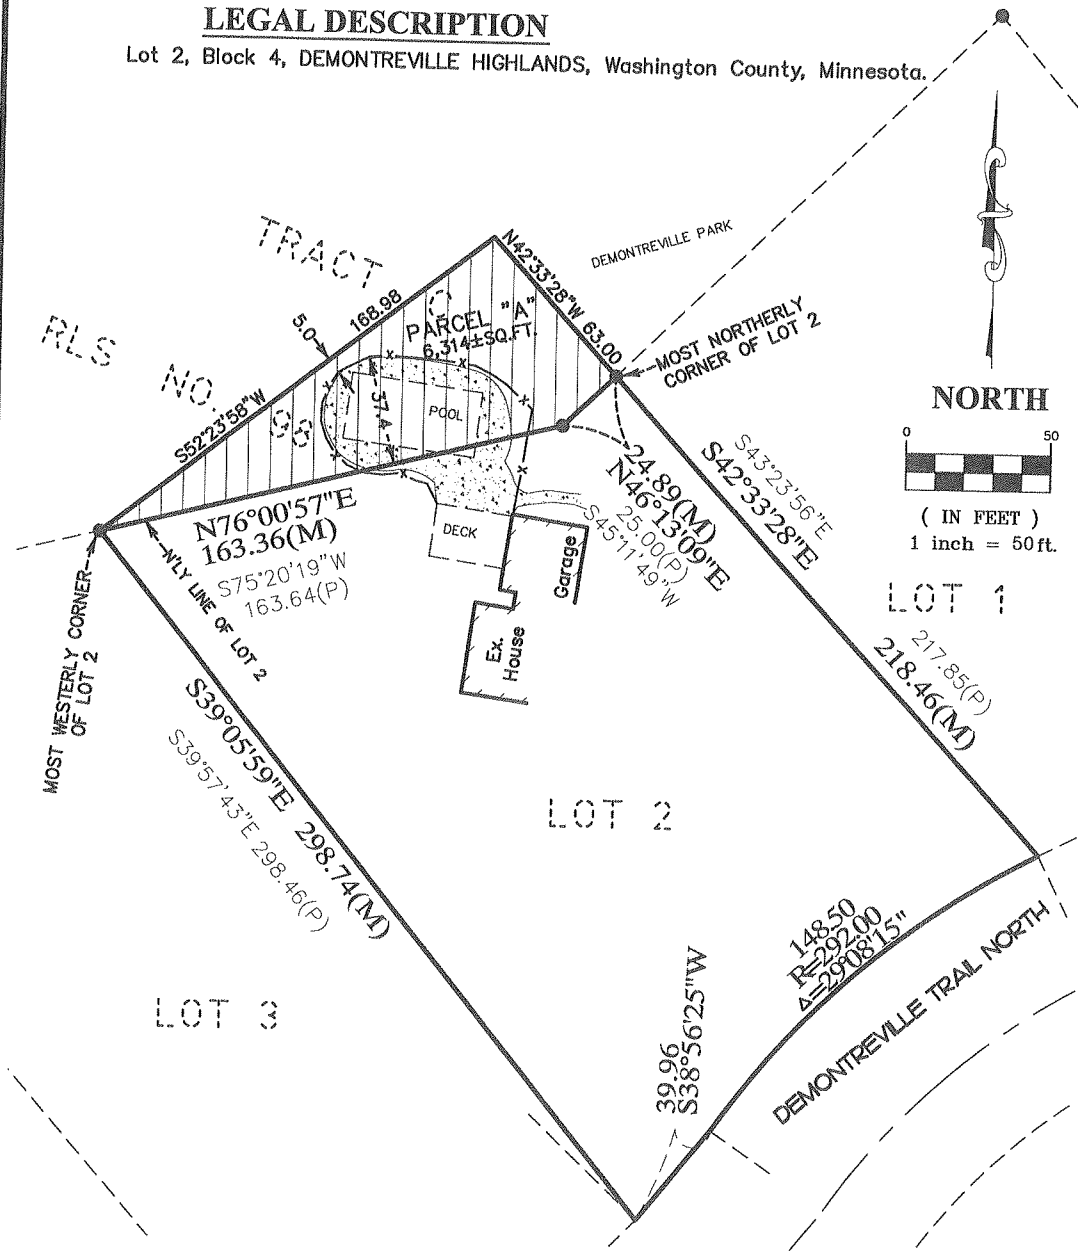 LEGAL DESCRIPTION
Lot 2, Block 4, DEMONTREVILLE HIGHLANDS, Washington County, Minnesota.
TRACT
RLS NO. 98
DEMONTREVILLE PARK
N42°33'28"W 63.00
5.0
168.98
S52°23'58"W
PARCEL "A"
6,314±SQ.FT.
MOST NORTHERLY
CORNER OF LOT 2
NORTH
0 50
( IN FEET )
1 inch = 50ft.
37.4
POOL
DECK
Garage
Ex.
House
24.89(M)
N46°13'09"E
25.00(P)
S45°11'49"W
S43°23'56"E
S42°33'28"E
N76°00'57"E
163.36(M)
S75°20'19"W
163.64(P)
N'LY LINE OF LOT 2
MOST WESTERLY CORNER
OF LOT 2
LOT 1
217.85(P)
218.46(M)
S39°05'59"E 298.74(M)
S39°57'43"E 298.46(P)
LOT 2
LOT 3
148.50
R=292.00
Δ=29°08'15"
39.96
S38°56'25"W
DEMONTREVILLE TRAIL NORTH